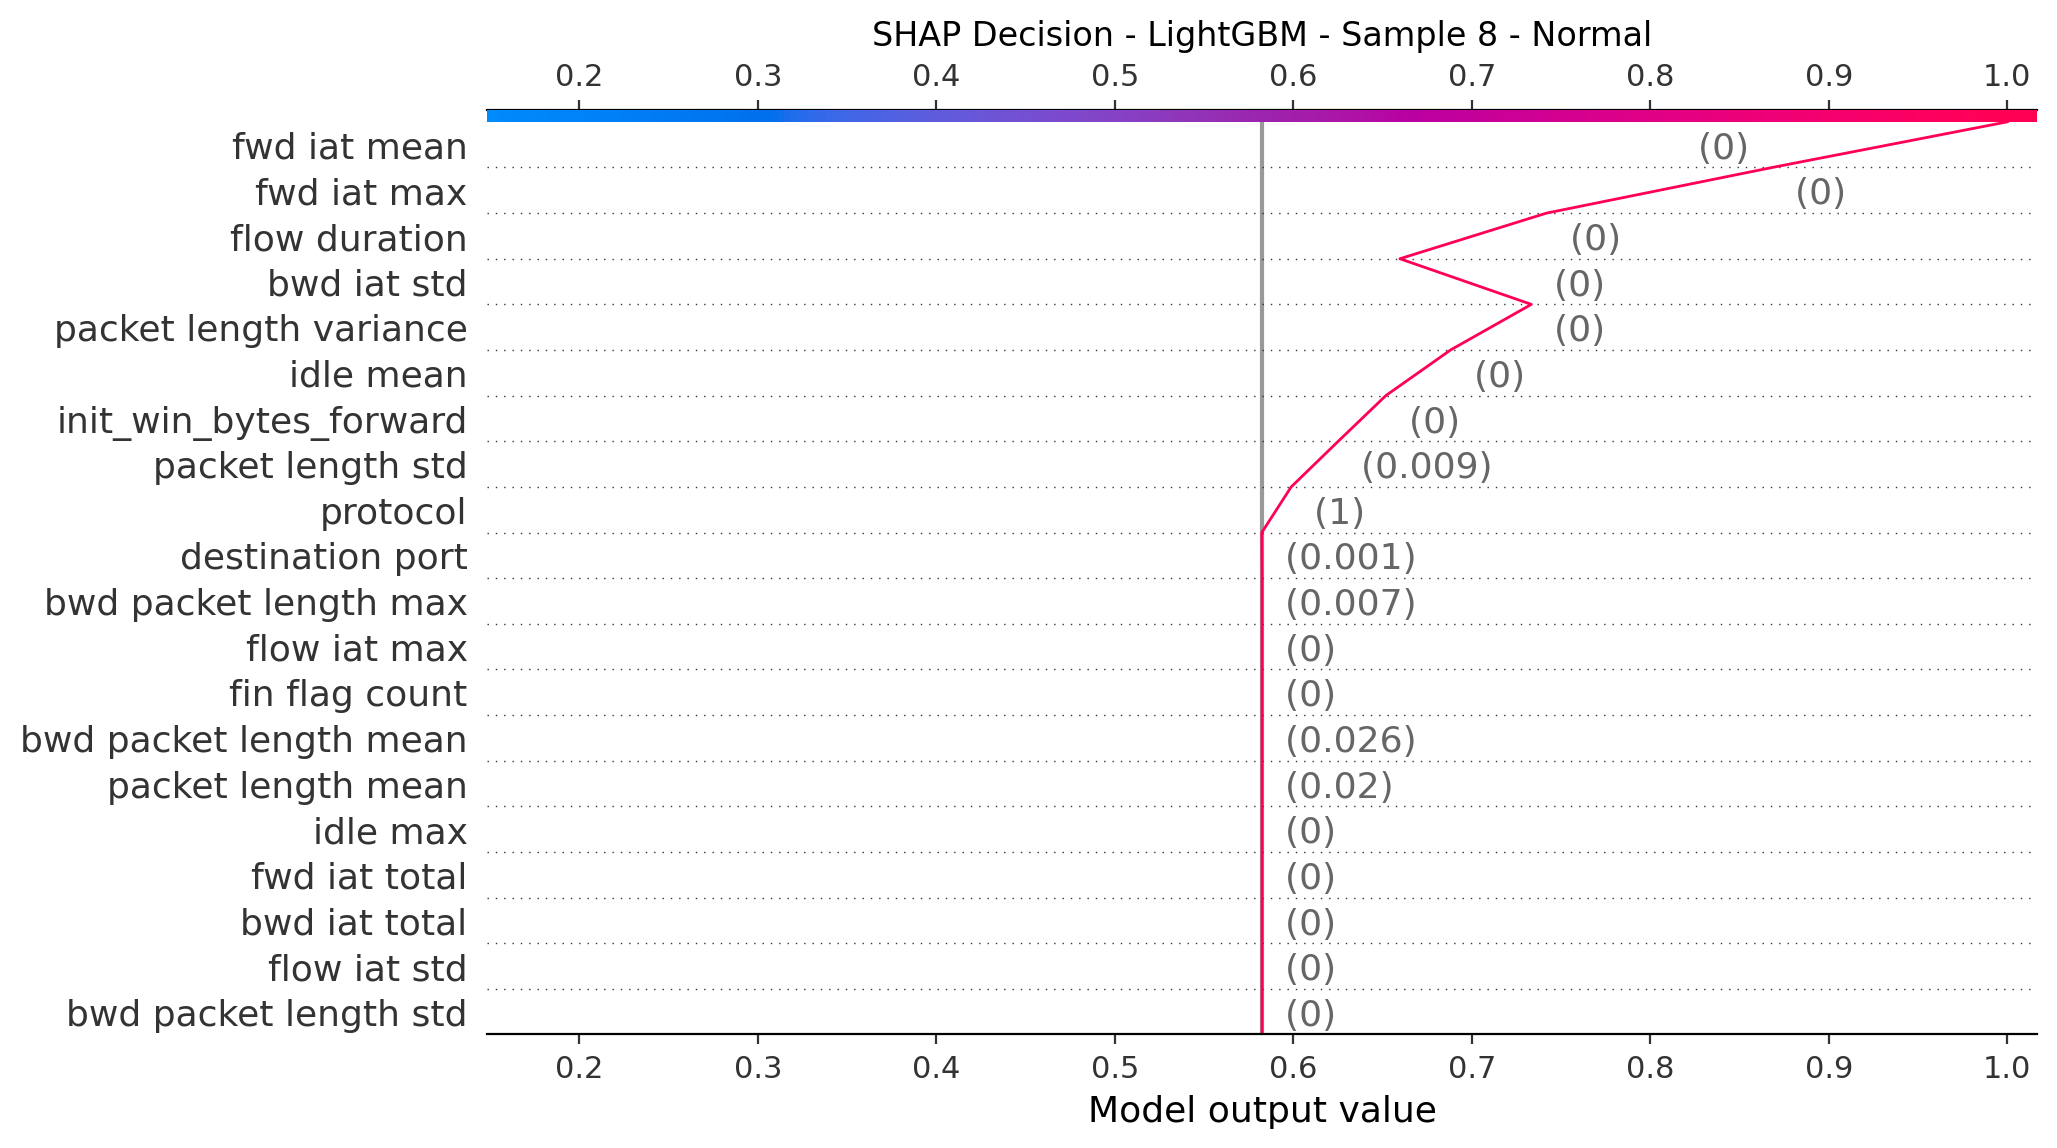 SHAP Decision - LightGBM - Sample 8 - Normal
0.2 0.3 0.4 0.5 0.6 0.7 0.8 0.9 1.0
fwd iat mean (0)
fwd iat max (0)
flow duration (0)
bwd iat std (0)
packet length variance (0)
idle mean (0)
init_win_bytes_forward (0)
packet length std (0.009)
protocol (1)
destination port (0.001)
bwd packet length max (0.007)
flow iat max (0)
fin flag count (0)
bwd packet length mean (0.026)
packet length mean (0.02)
idle max (0)
fwd iat total (0)
bwd iat total (0)
flow iat std (0)
bwd packet length std (0)
0.2 0.3 0.4 0.5 0.6 0.7 0.8 0.9 1.0
Model output value